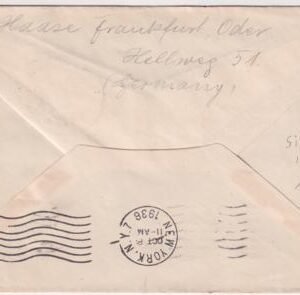 Haase Frankfurt Oder
Hellweg 51
(Germany)
NEW YORK, N.Y.
OCT
11-AM
1936